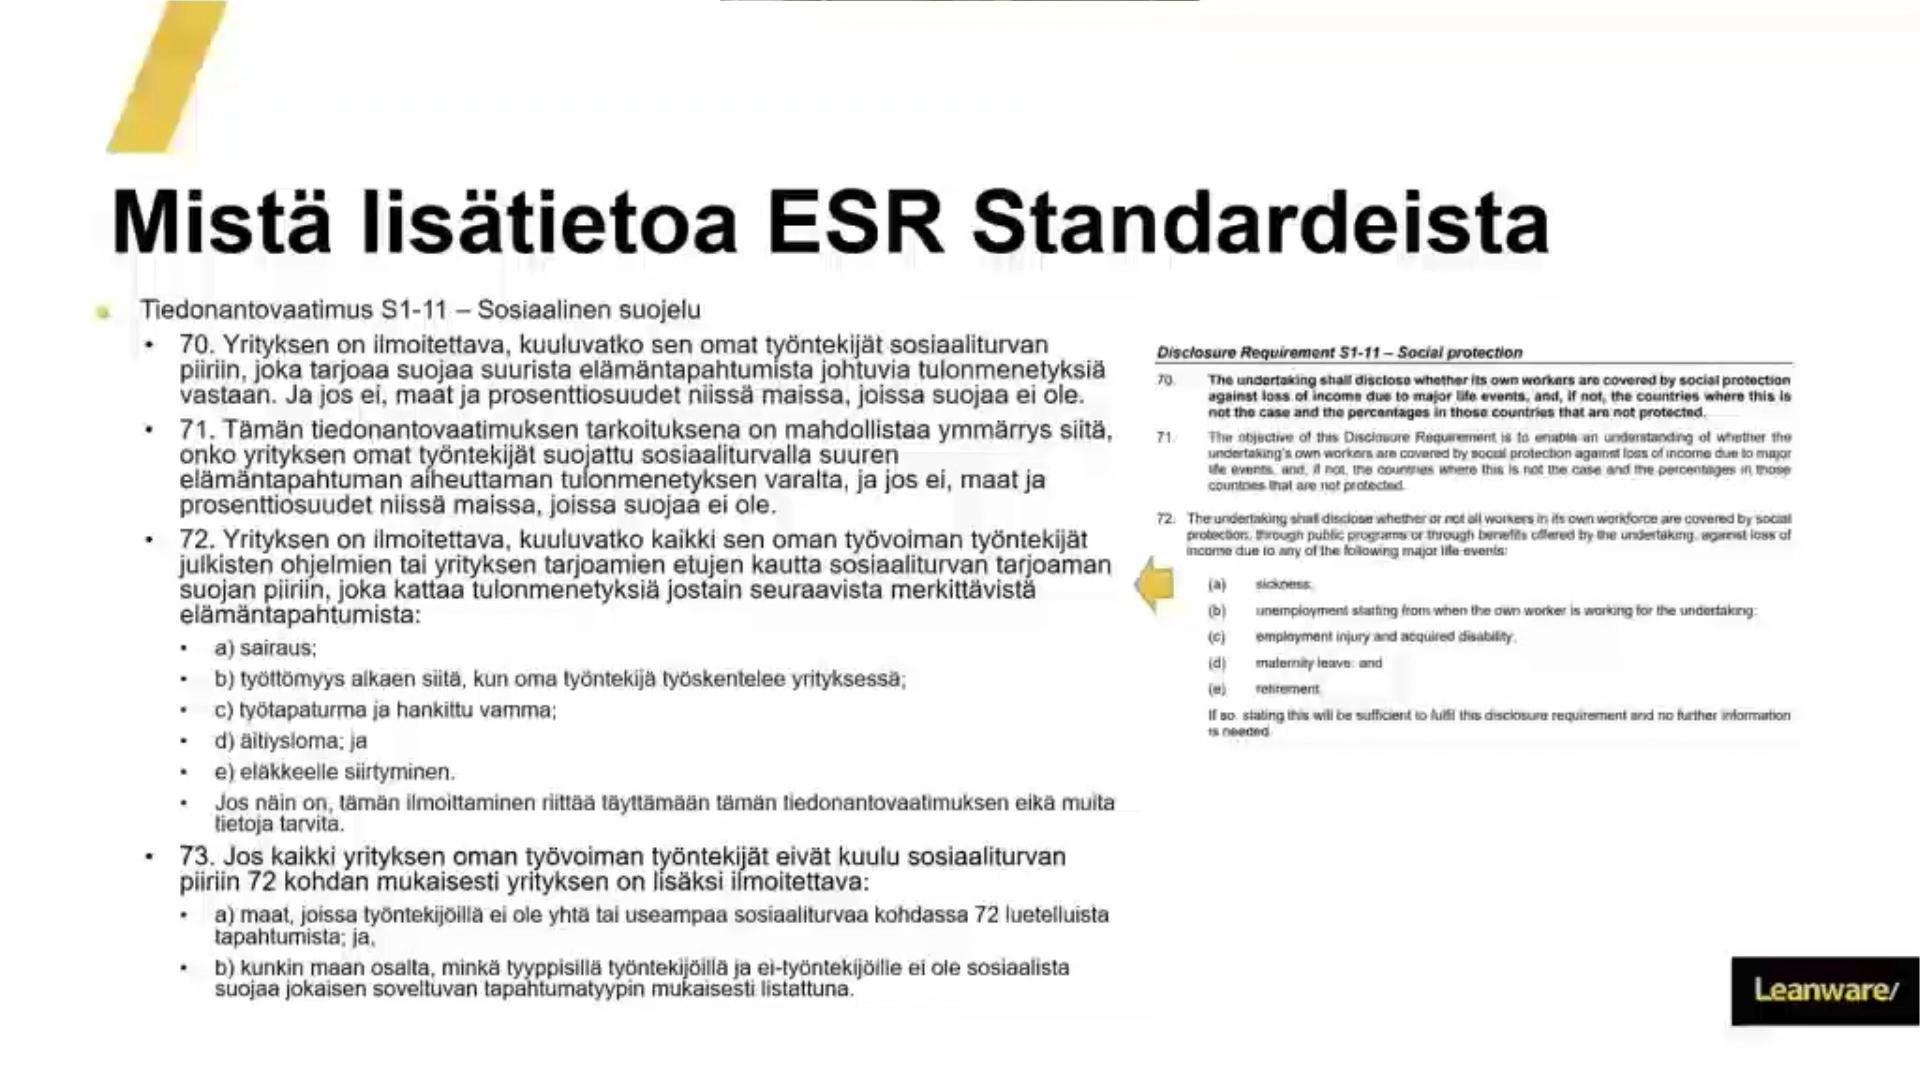 Mistä lisätietoa ESR Standardeista
Tiedonantovaatimus S1-11 – Sosiaalinen suojelu
70. Yrityksen on ilmoitettava, kuuluvatko sen omat työntekijät sosiaaliturvan
piiriin, joka tarjoaa suojaa suurista elämäntapahtumista johtuvia tulonmenetyksiä
vastaan. Ja jos ei, maat ja prosenttiosuudet niissä maissa, joissa suojaa ei ole.
71. Tämän tiedonantovaatimuksen tarkoituksena on mahdollistaa ymmärrys siitä,
onko yrityksen omat työntekijät suojattu sosiaaliturvalla suuren
elämäntapahtuman aiheuttaman tulonmenetyksen varalta, ja jos ei, maat ja
prosenttiosuudet niissä maissa, joissa suojaa ei ole.
72. Yrityksen on ilmoitettava, kuuluvatko kaikki sen oman työvoiman työntekijät
julkisten ohjelmien tai yrityksen tarjoamien etujen kautta sosiaaliturvan tarjoaman
suojan piiriin, joka kattaa tulonmenetyksiä jostain seuraavista merkittävistä
elämäntapahtumista:
a) sairaus;
b) työttömyys alkaen siitä, kun oma työntekijä työskentelee yrityksessä;
c) työtapaturma ja hankittu vamma;
d) äitiysloma; ja
e) eläkkeelle siirtyminen.
Jos näin on, tämän ilmoittaminen riittää täyttämään tämän tiedonantovaatimuksen eikä muita
tietoja tarvita.
73. Jos kaikki yrityksen oman työvoiman työntekijät eivät kuulu sosiaaliturvan
piiriin 72 kohdan mukaisesti yrityksen on lisäksi ilmoitettava:
a) maat, joissa työntekijöillä ei ole yhtä tai useampaa sosiaaliturvaa kohdassa 72 luetelluista
tapahtumista; ja,
b) kunkin maan osalta, minkä tyyppisillä työntekijöillä ja ei-työntekijöille ei ole sosiaalista
suojaa jokaisen soveltuvan tapahtumatyypin mukaisesti listattuna.
Disclosure Requirement S1-11 – Social protection
70. The undertaking shall disclose whether its own workers are covered by social protection
against loss of income due to major life events, and, if not, the countries where this is
not the case and the percentages in those countries that are not protected.
71. The objective of this Disclosure Requirement is to enable an understanding of whether the
undertaking's own workers are covered by social protection against loss of income due to major
life events, and, if not, the countries where this is not the case and the percentages in those
countries that are not protected.
72. The undertaking shall disclose whether or not all workers in its own workforce are covered by social
protection, through public programs or through benefits offered by the undertaking, against loss of
income due to any of the following major life events:
(a) sickness;
(b) unemployment starting from when the own worker is working for the undertaking;
(c) employment injury and acquired disability;
(d) maternity leave; and
(e) retirement.
If so, stating this will be sufficient to fulfil this disclosure requirement and no further information
is needed.
Leanware/